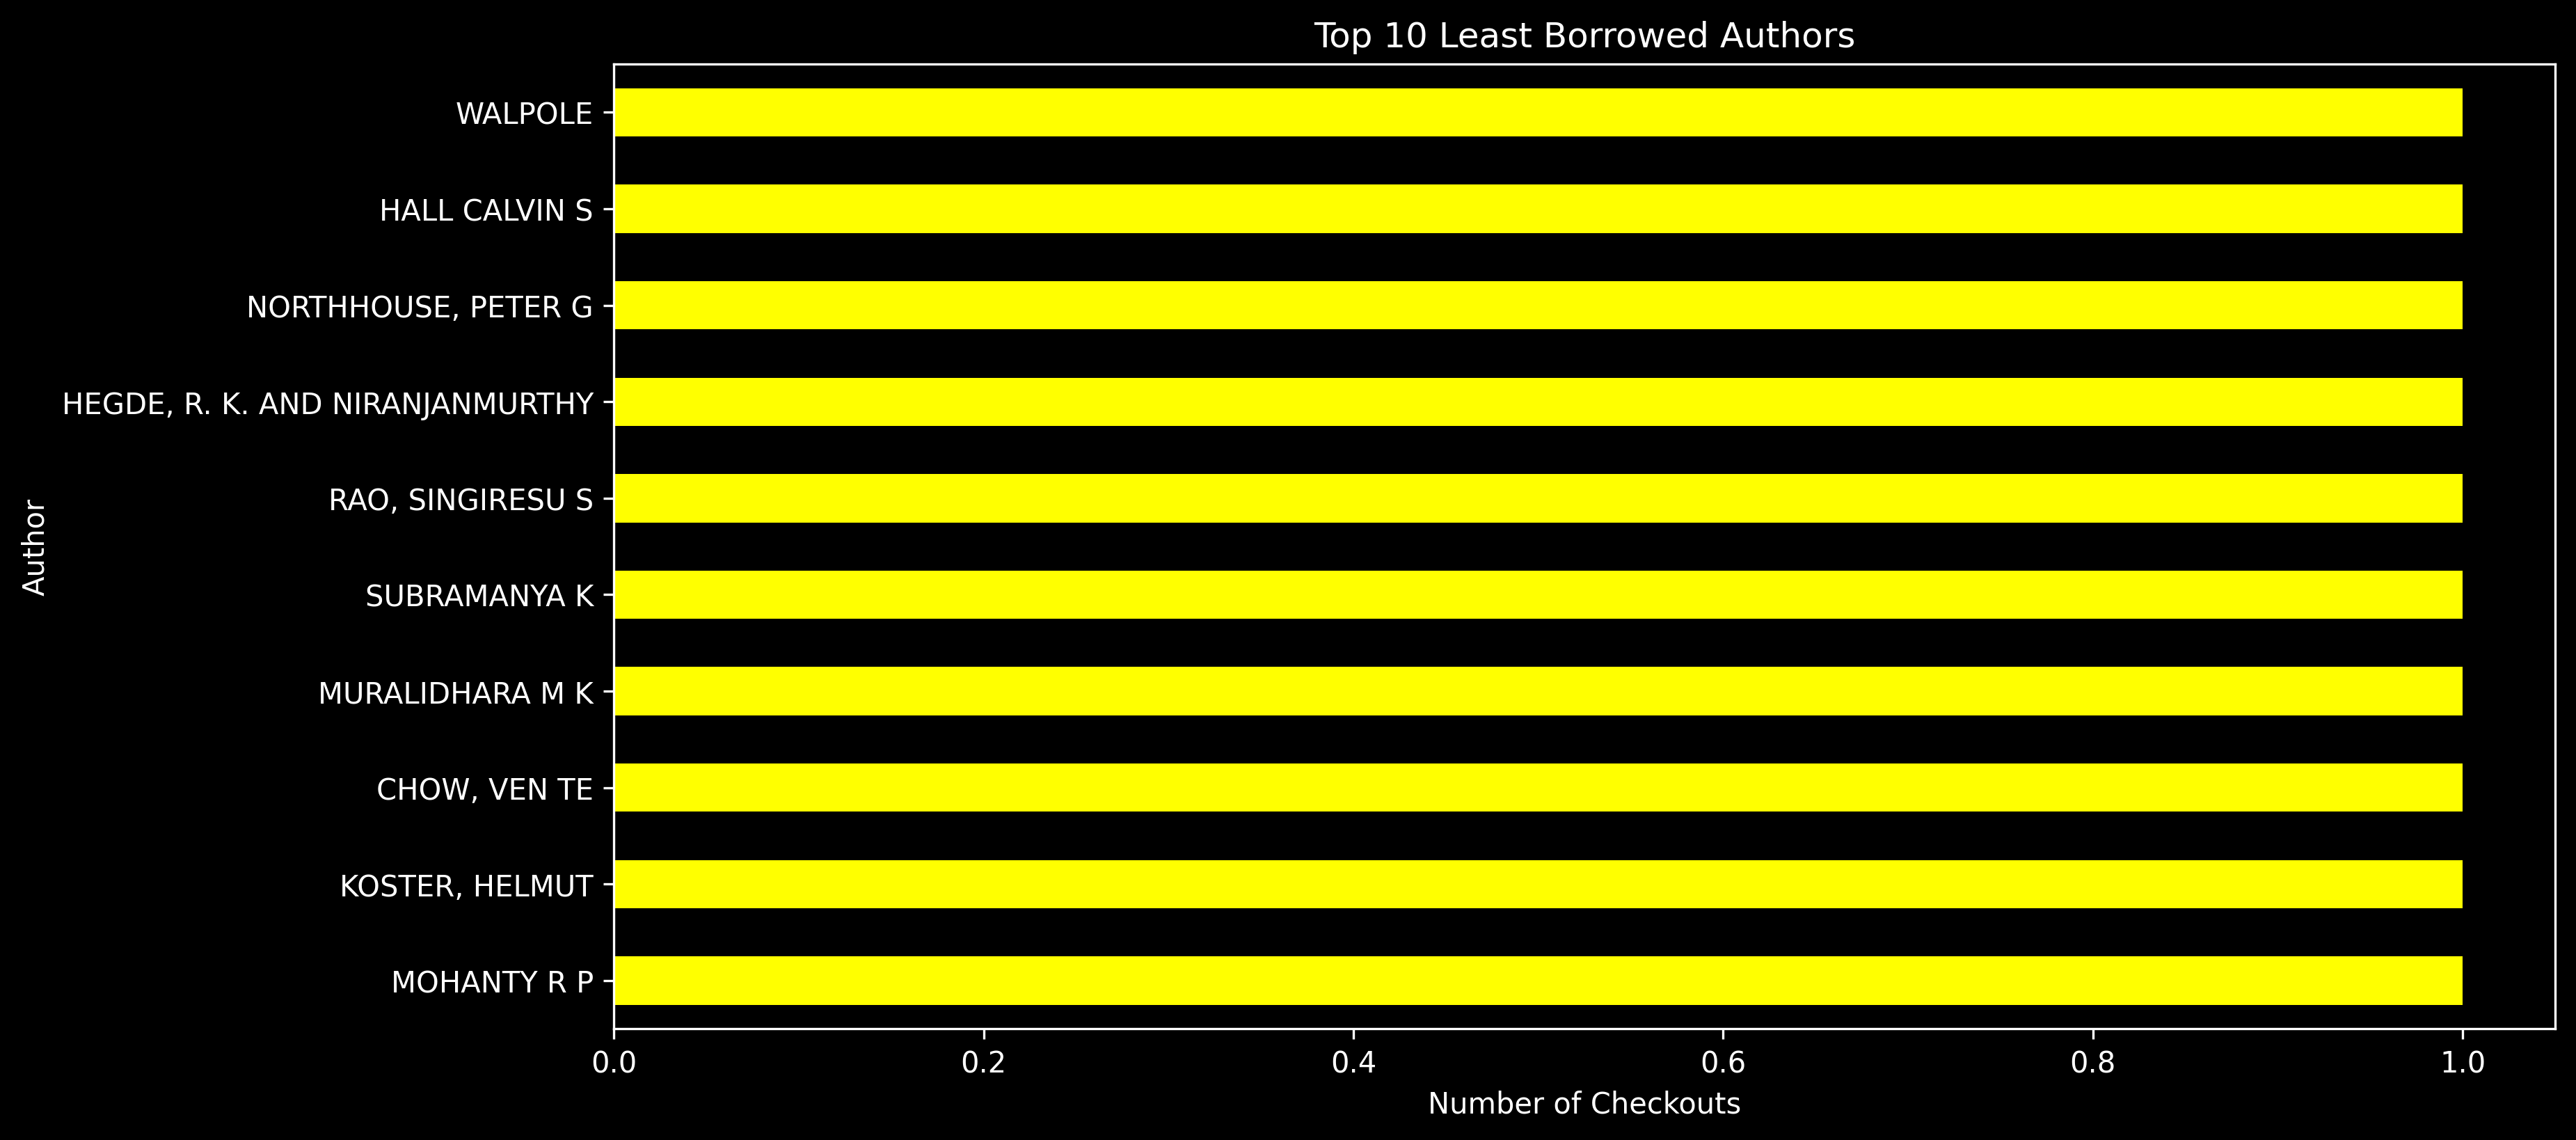 Top 10 Least Borrowed Authors
WALPOLE
HALL CALVIN S
NORTHHOUSE, PETER G
HEGDE, R. K. AND NIRANJANMURTHY
RAO, SINGIRESU S
SUBRAMANYA K
MURALIDHARA M K
CHOW, VEN TE
KOSTER, HELMUT
MOHANTY R P
Author
0.0 0.2 0.4 0.6 0.8 1.0
Number of Checkouts